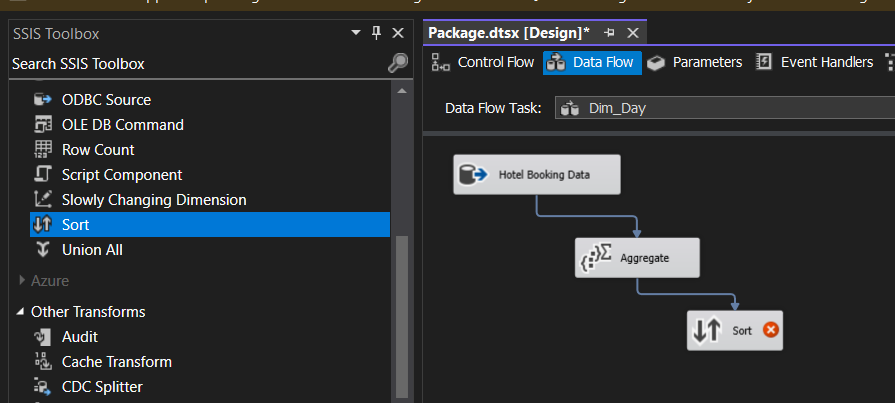 SSIS Toolbox
Search SSIS Toolbox
ODBC Source
OLE DB Command
Row Count
Script Component
Slowly Changing Dimension
Sort
Union All
Azure
Other Transforms
Audit
Cache Transform
CDC Splitter
Package.dtsx [Design]*
Control Flow
Data Flow
Parameters
Event Handlers
Data Flow Task:
Dim_Day
Hotel Booking Data
Aggregate
Sort